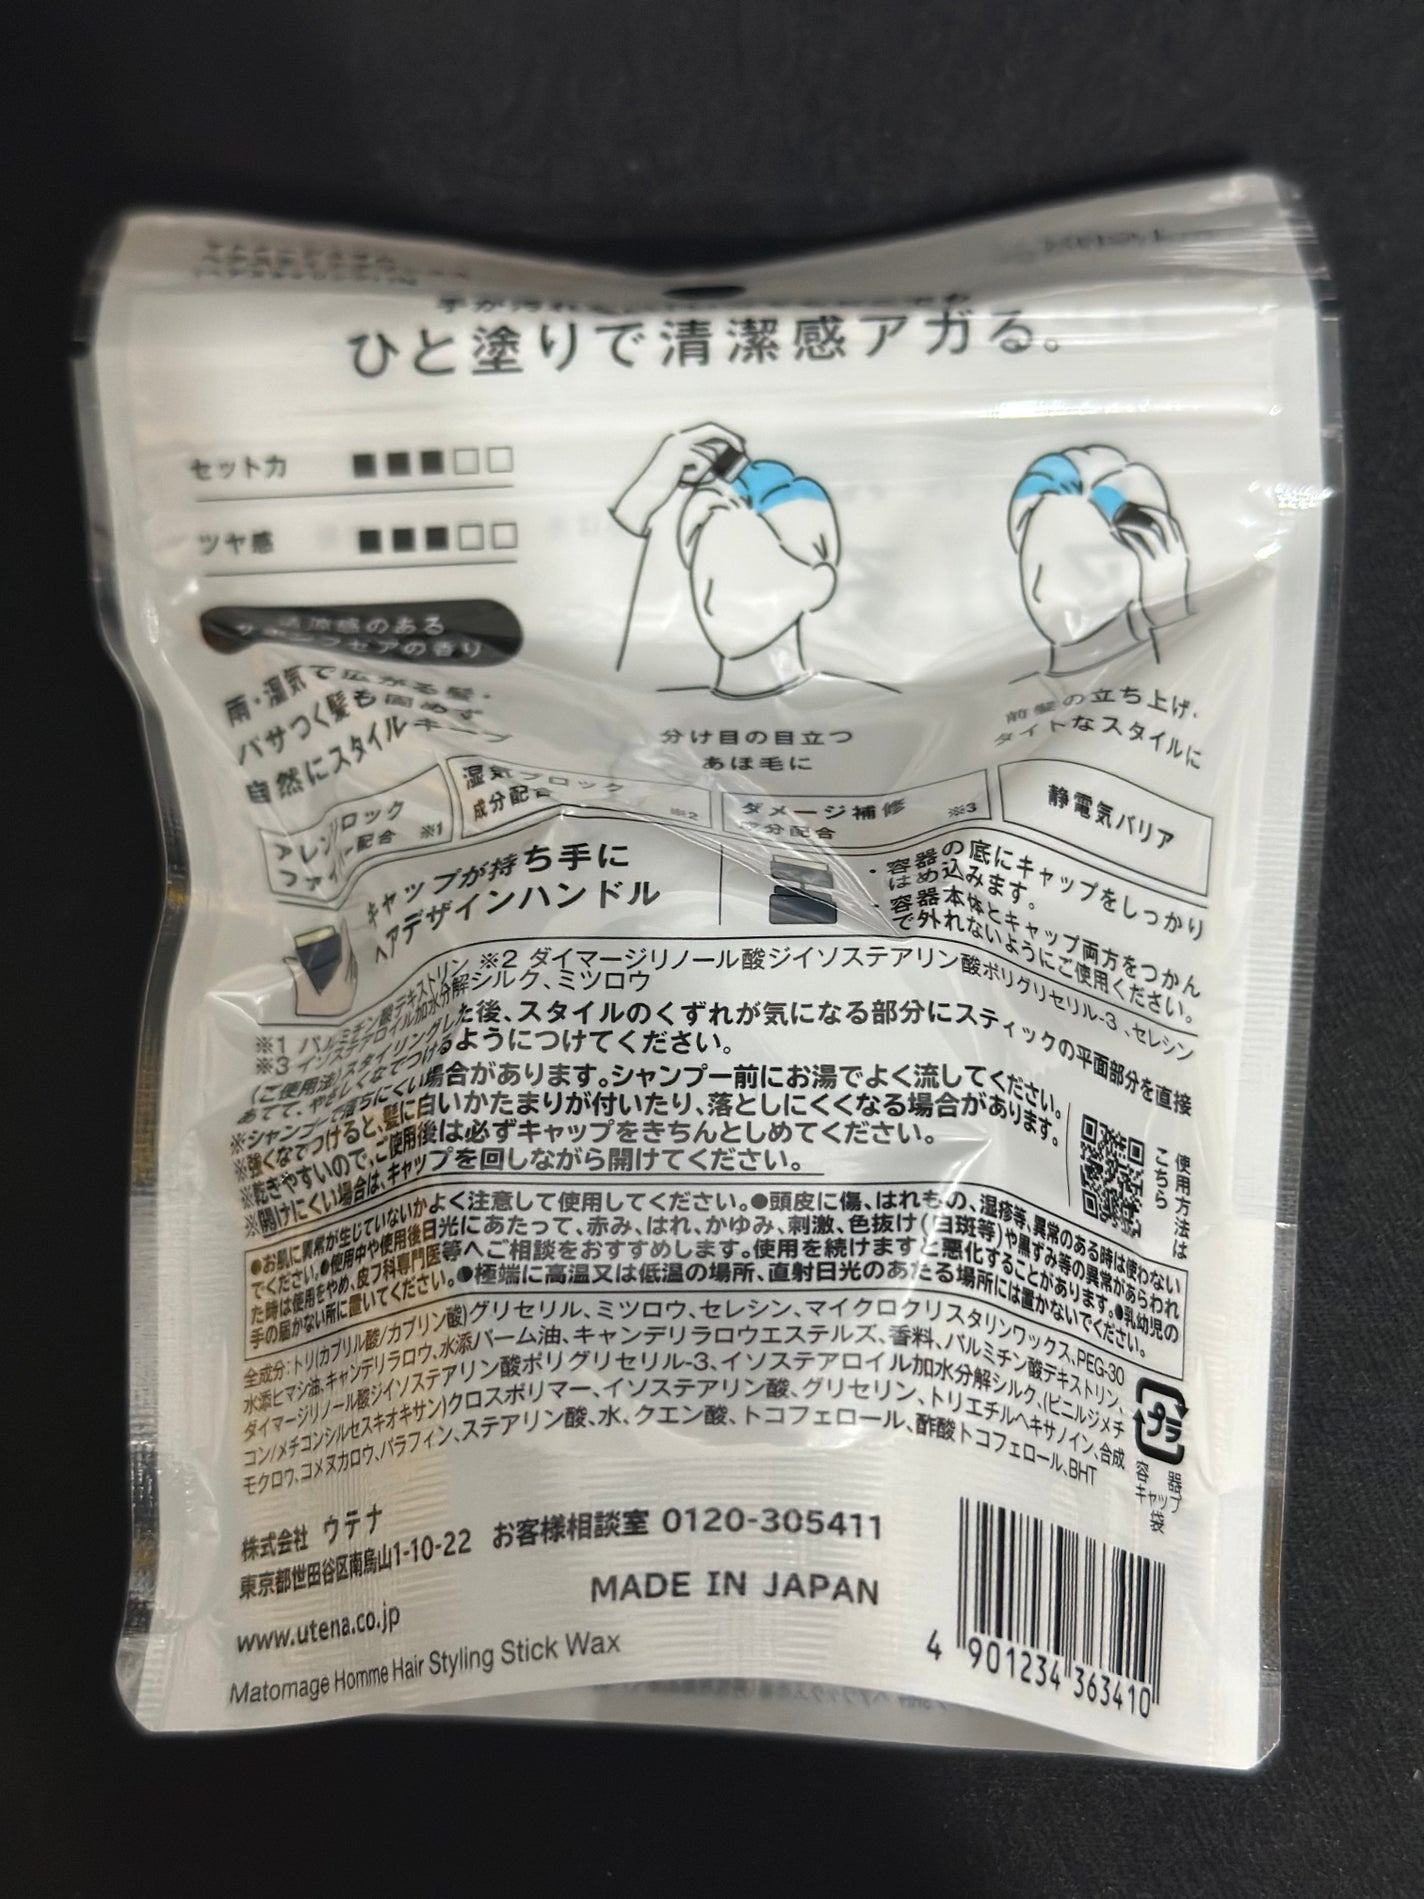 ひと塗りで清潔感アガる。
セット力
ツヤ感
清涼感のある
の香り
雨・湿気で広がる髪・
パサつく髪も固めず
自然にスタイルキープ
分け目の目立つ
あほ毛に
前髪の立ち上げ・
タイトなスタイルに
アレンジロック
ファイバー配合 ※1
湿気ブロック
成分配合 ※2
ダメージ補修
成分配合 ※3
静電気バリア
キャップが持ち手に
ヘアデザインハンドル
・容器の底にキャップをしっかり
はめ込みます。
・容器本体とキャップ両方をつかん
で外れないようにご使用ください。
※1 パルミチン酸デキストリン ※2 ダイマージリノール酸ジイソステアリン酸ポリグリセリル-3、セレシン
※3 イソステアロイル加水分解シルク、ミツロウ
(ご使用法)スタイリングした後、スタイルのくずれが気になる部分にスティックの平面部分を直接
あてて、やさしくなでつけるようにつけてください。
※シャンプーで落ちにくい場合があります。シャンプー前にお湯でよく流してください。
※強くなでつけると、髪に白いかたまりが付いたり、落としにくくなる場合があります。
※乾きやすいので、ご使用後は必ずキャップをきちんとしめてください。
※開けにくい場合は、キャップを回しながら開けてください。
使用方法は
こちら
●お肌に異常が生じていないかよく注意して使用してください。●頭皮に傷、はれもの、湿疹等、異常のある時は使わない
でください。●使用中や使用後日光にあたって、赤み、はれ、かゆみ、刺激、色抜け(白斑等)や黒ずみ等の異常があらわれ
た時は使用をやめ、皮フ科専門医等へご相談をおすすめします。使用を続けますと悪化することがあります。●乳幼児の
手の届かない所に置いてください。●極端に高温又は低温の場所、直射日光のあたる場所には置かないでください。
全成分:トリ(カプリル酸/カプリン酸)グリセリル、ミツロウ、セレシン、マイクロクリスタリンワックス、PEG-30
水添ヒマシ油、キャンデリラロウ、水添パーム油、キャンデリラロウエステルズ、香料、パルミチン酸デキストリン、
ダイマージリノール酸ジイソステアリン酸ポリグリセリル-3、イソステアロイル加水分解シルク、(ビニルジメチ
コン/メチコンシルセスキオキサン)クロスポリマー、イソステアリン酸、グリセリン、トリエチルヘキサノイン、合成
モクロウ、コメヌカロウ、パラフィン、ステアリン酸、水、クエン酸、トコフェロール、酢酸トコフェロール、BHT
プラ
容器
キャップ
袋
株式会社 ウテナ
東京都世田谷区南烏山1-10-22 お客様相談室 0120-305411
MADE IN JAPAN
www.utena.co.jp
Matomage Homme Hair Styling Stick Wax
4 901234 363410